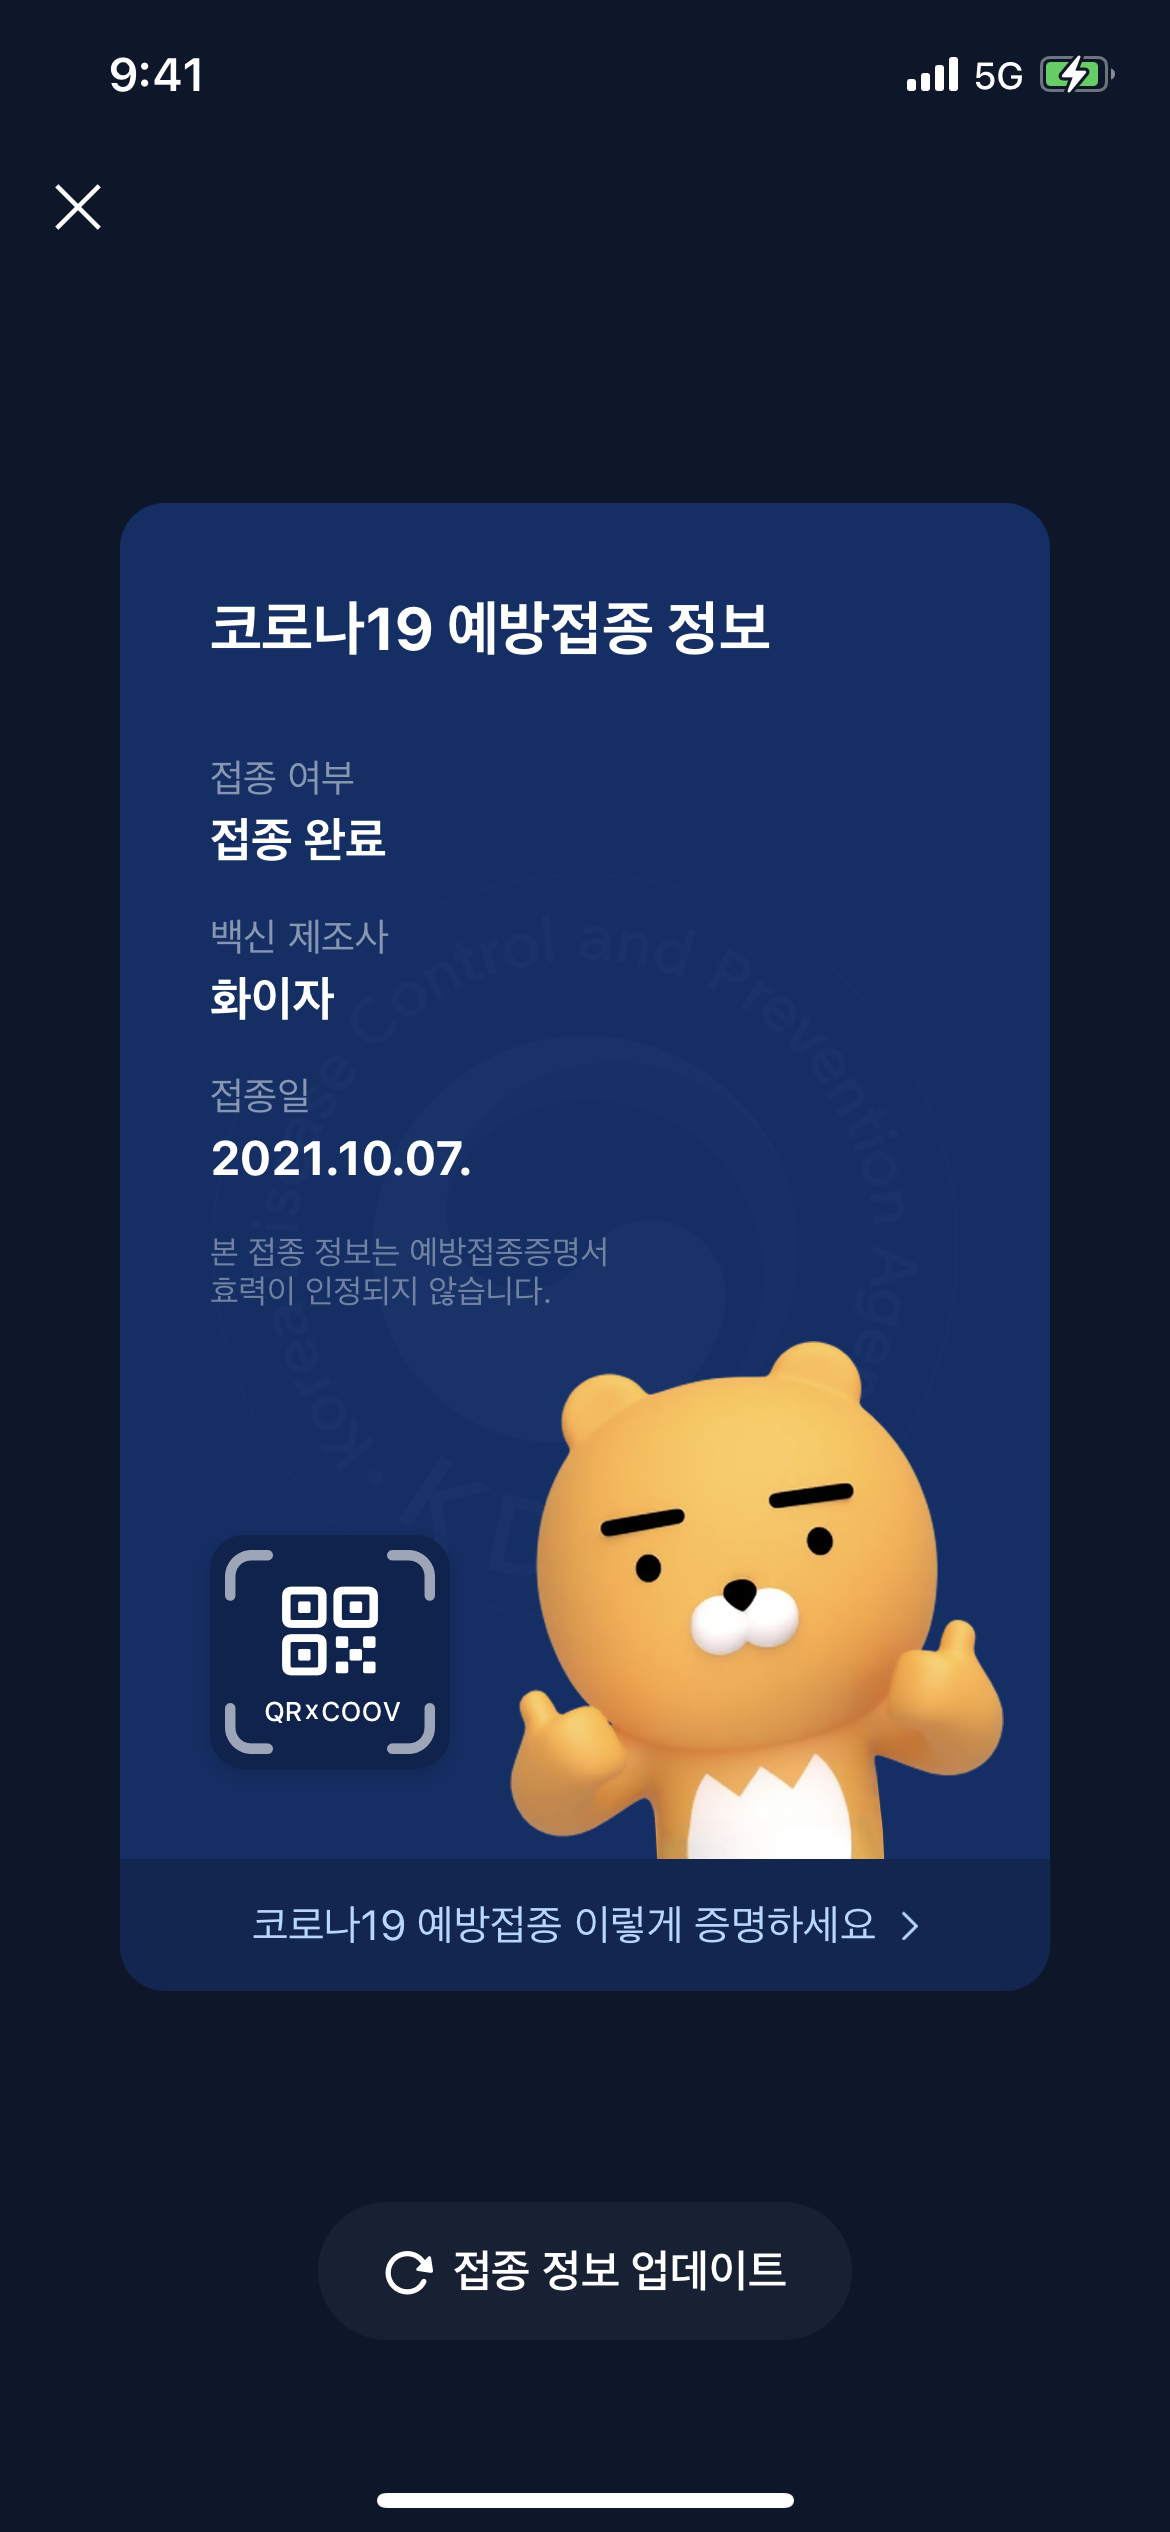 9:41
5G
코로나19 예방접종 정보
접종 여부
접종 완료
백신 제조사
화이자
접종일
2021.10.07.
본 접종 정보는 예방접종증명서
효력이 인정되지 않습니다.
Korea Disease Control and Prevention
QRxCOOV
코로나19 예방접종 이렇게 증명하세요
접종 정보 업데이트